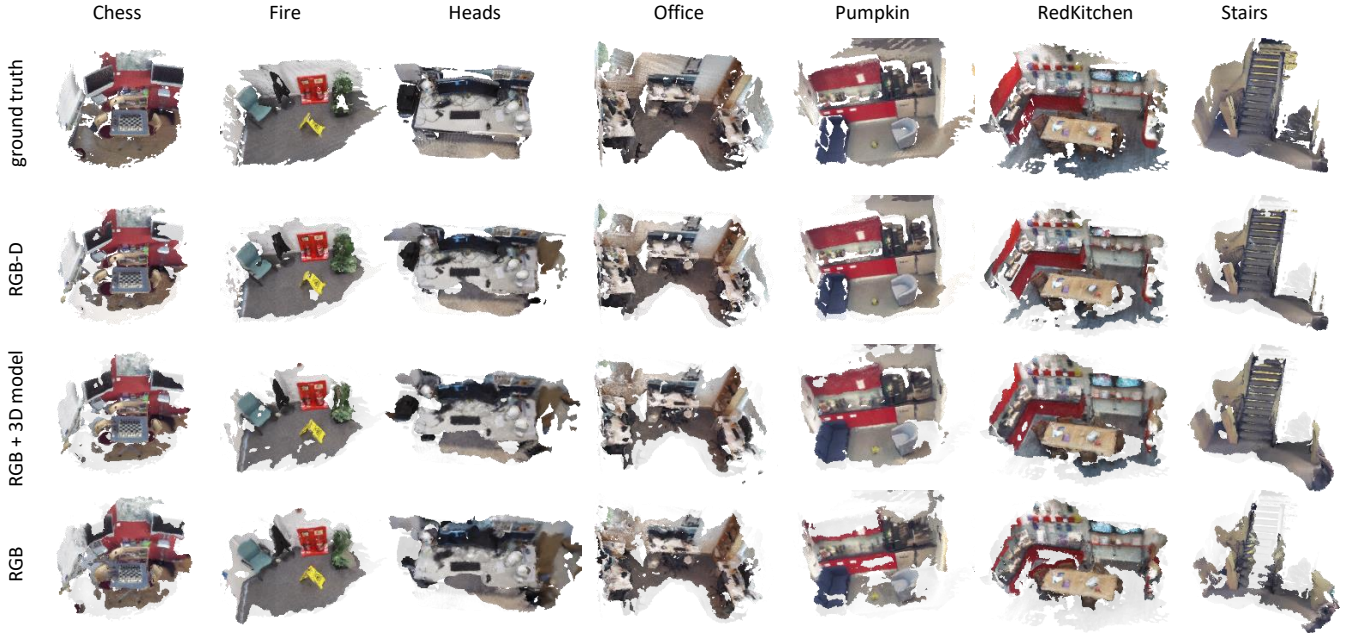 Chess Fire Heads Office Pumpkin RedKitchen Stairs
ground truth
RGB-D
RGB + 3D model
RGB